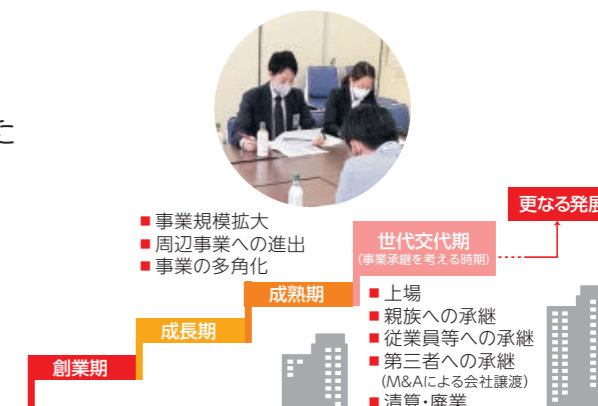 た
■事業規模拡大
■周辺事業への進出
■事業の多角化
更なる発展
世代交代期
(事業承継を考える時期)
成熟期
成長期
創業期
■上場
■親族への承継
■従業員等への承継
■第三者への承継
(M&Aによる会社譲渡)
■清算・廃業